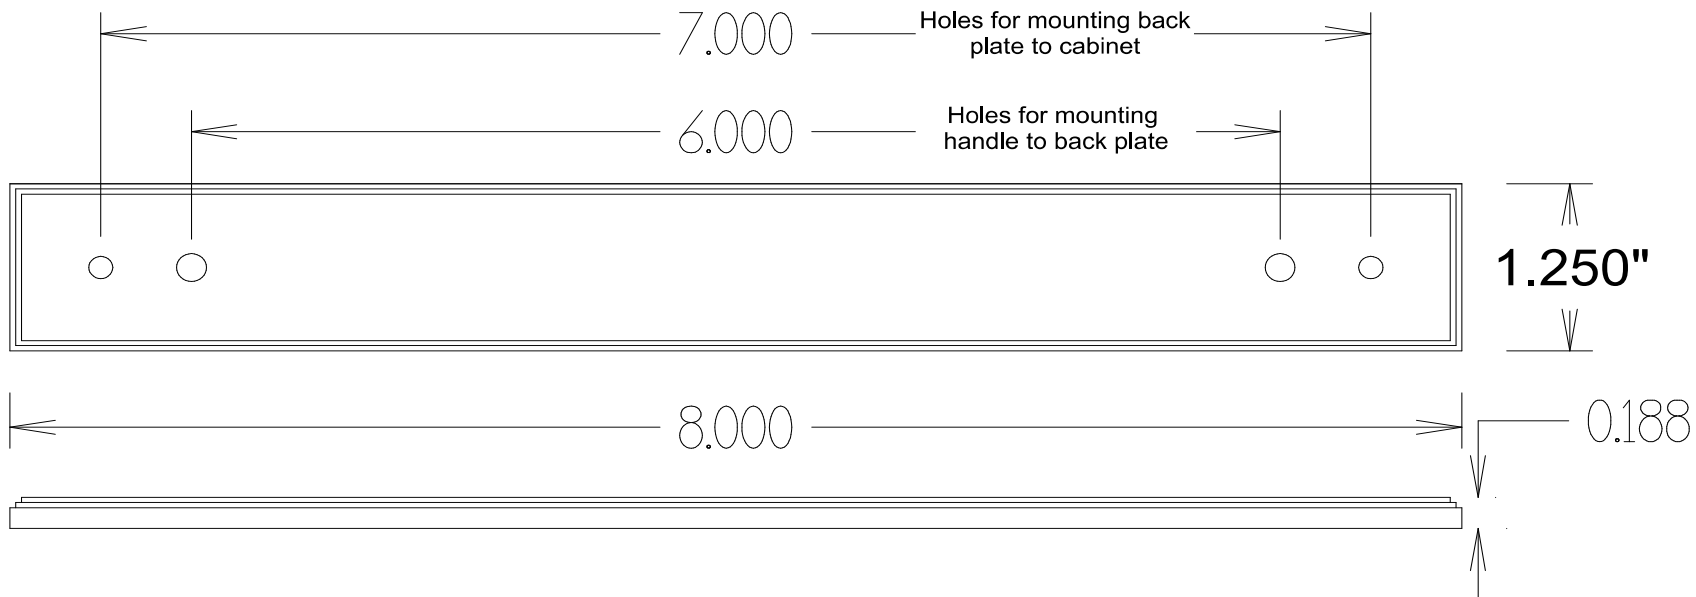 7.000
Holes for mounting back
plate to cabinet
6.000
Holes for mounting
handle to back plate
1.250"
8.000
0.188